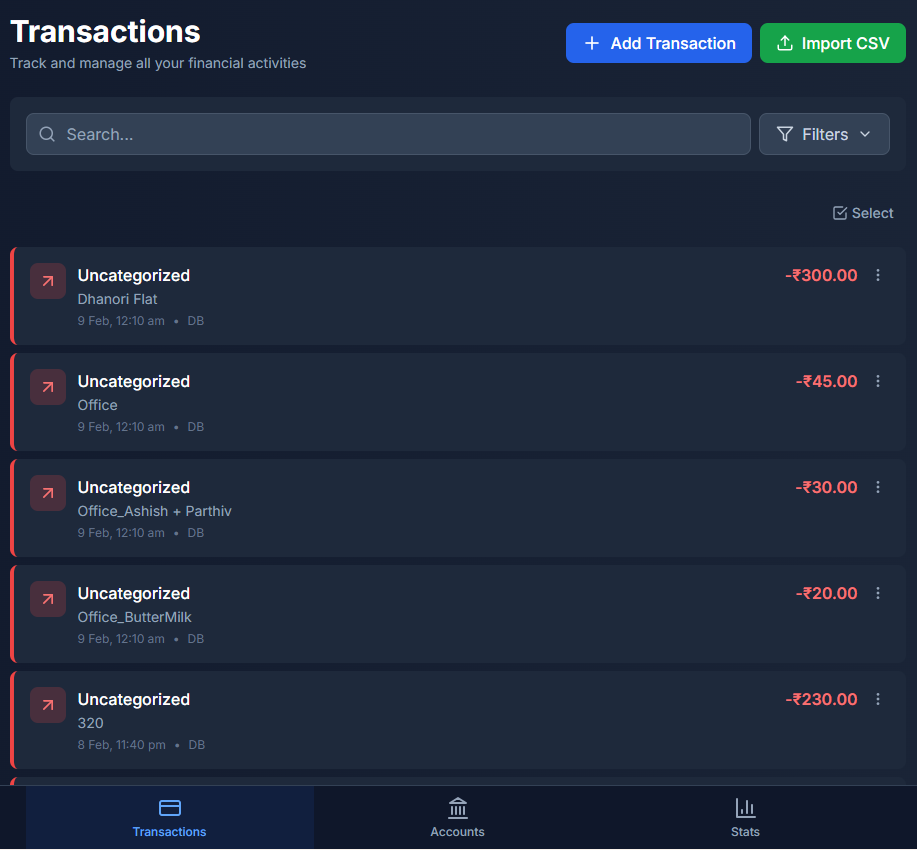 Transactions
Track and manage all your financial activities
Add Transaction
Import CSV
Search...
Filters
Select
Uncategorized
-₹300.00
Dhanori Flat
9 Feb, 12:10 am • DB
Uncategorized
-₹45.00
Office
9 Feb, 12:10 am • DB
Uncategorized
-₹30.00
Office_Ashish + Parthiv
9 Feb, 12:10 am • DB
Uncategorized
-₹20.00
Office_ButterMilk
9 Feb, 12:10 am • DB
Uncategorized
-₹230.00
320
8 Feb, 11:40 pm • DB
Transactions
Accounts
Stats